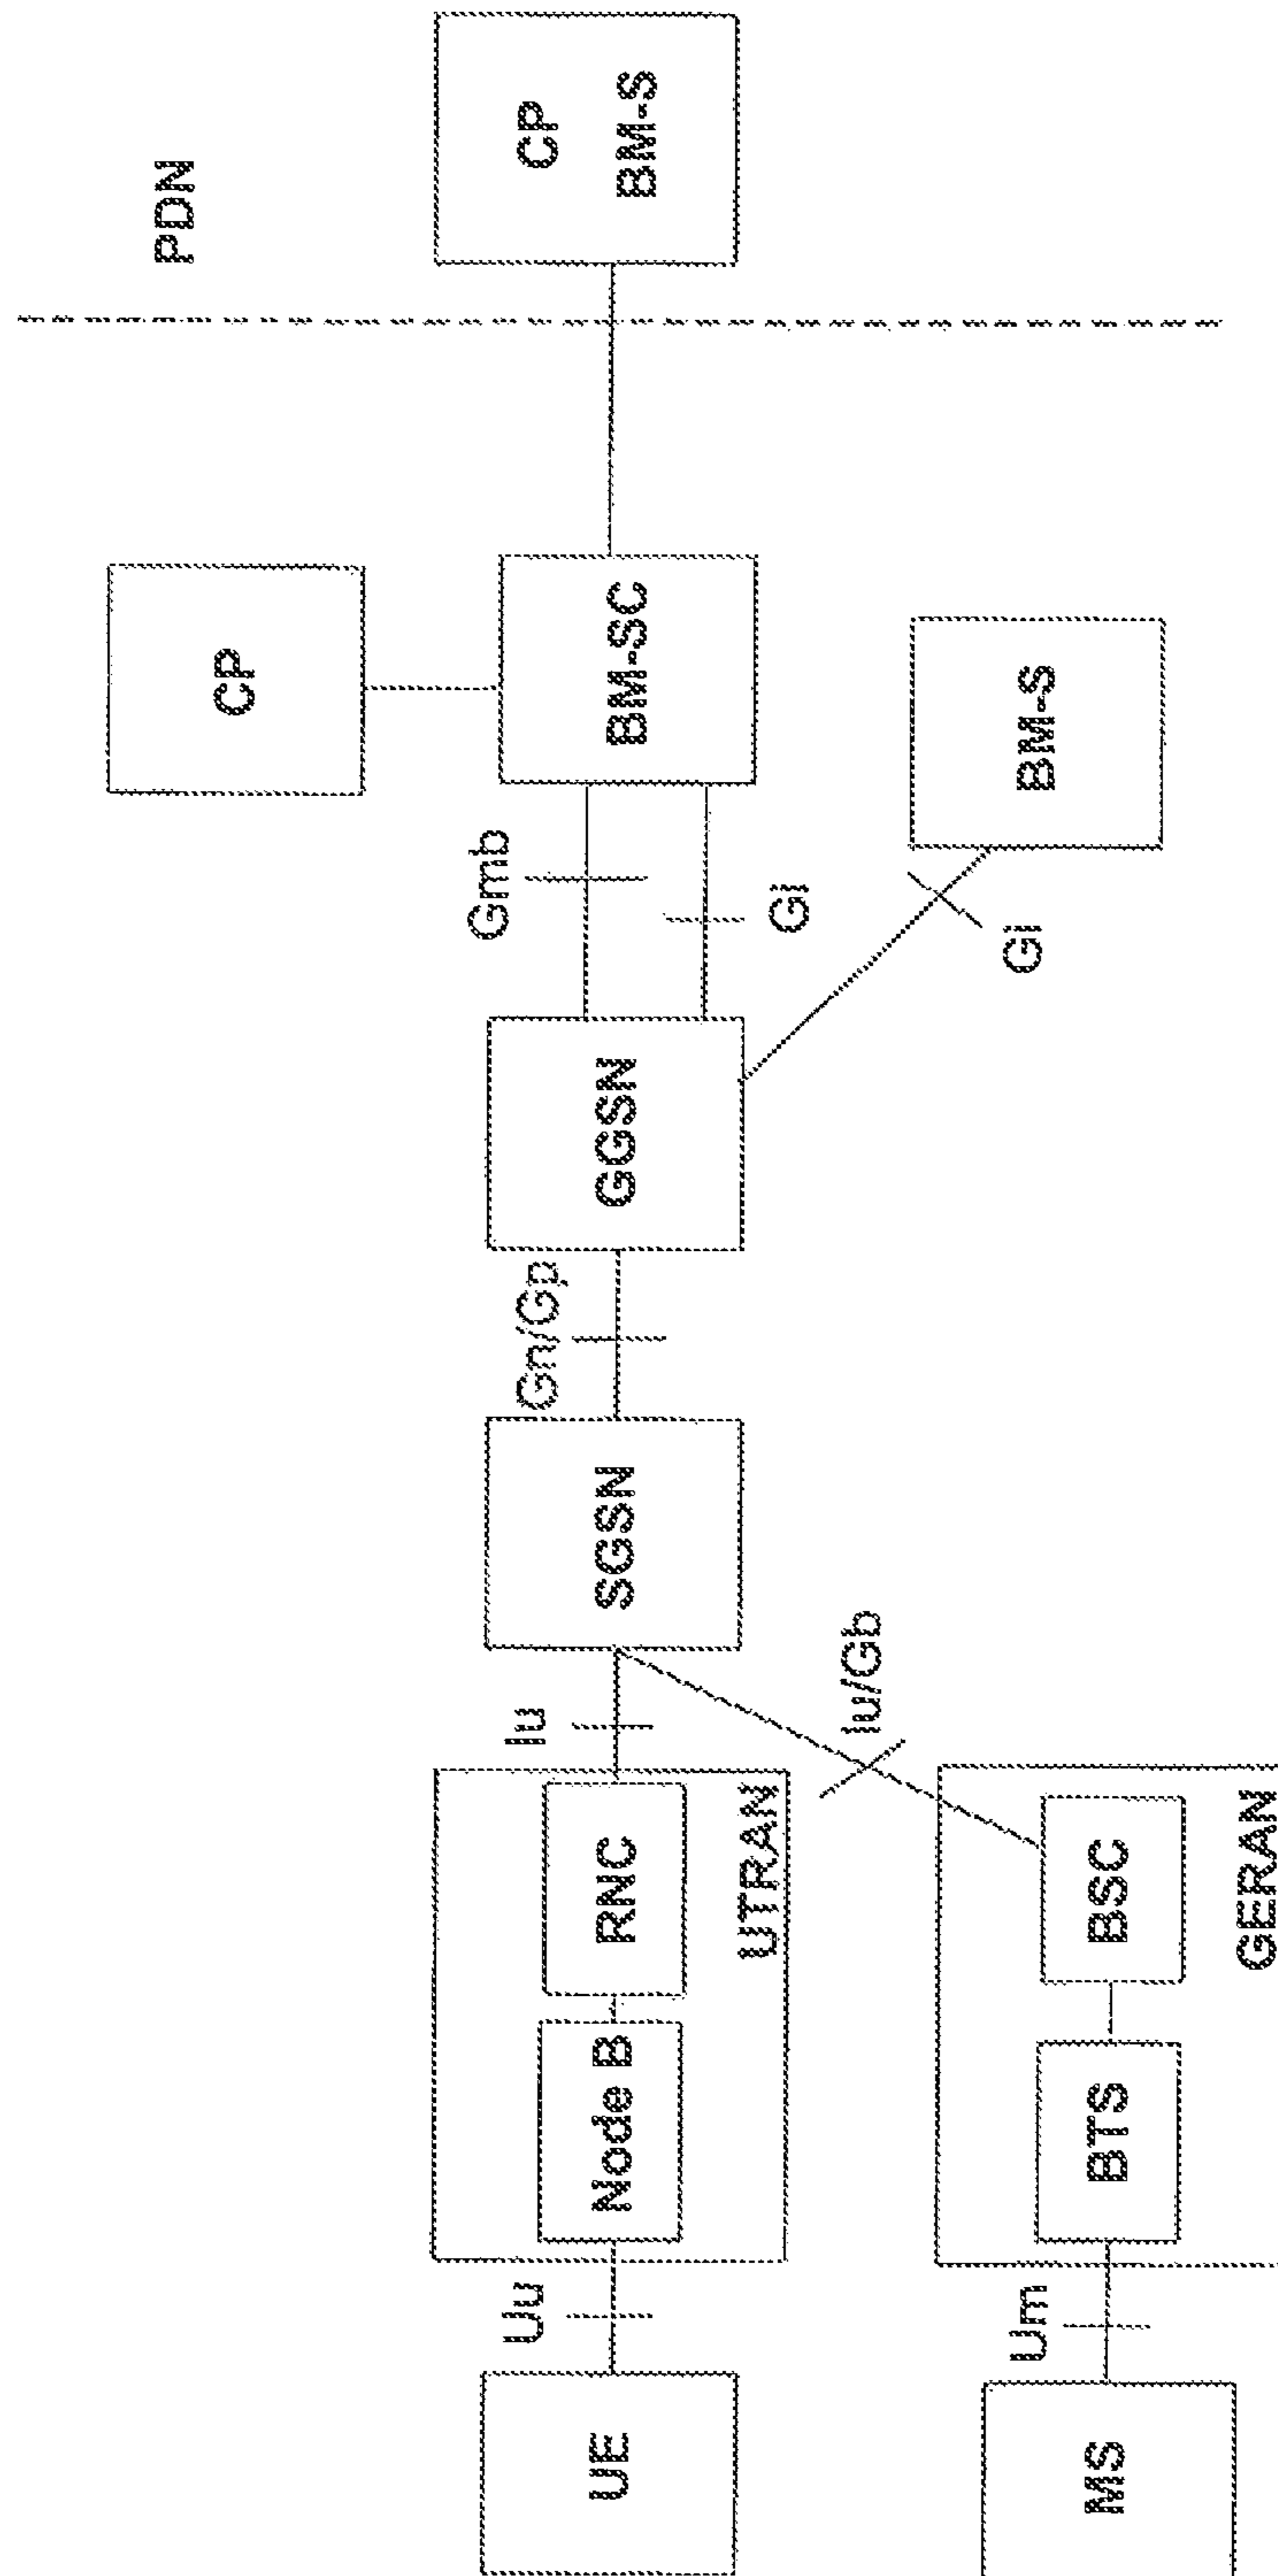 UE
Uu
Node B
RNC
UTRAN
Iu
MS
Um
BTS
BSC
GERAN
Iu/Gb
SGSN
Gn/Gp
GGSN
Gmb
Gi
Gi
CP
BM-SC
BM-S
PDN
CP
BM-S